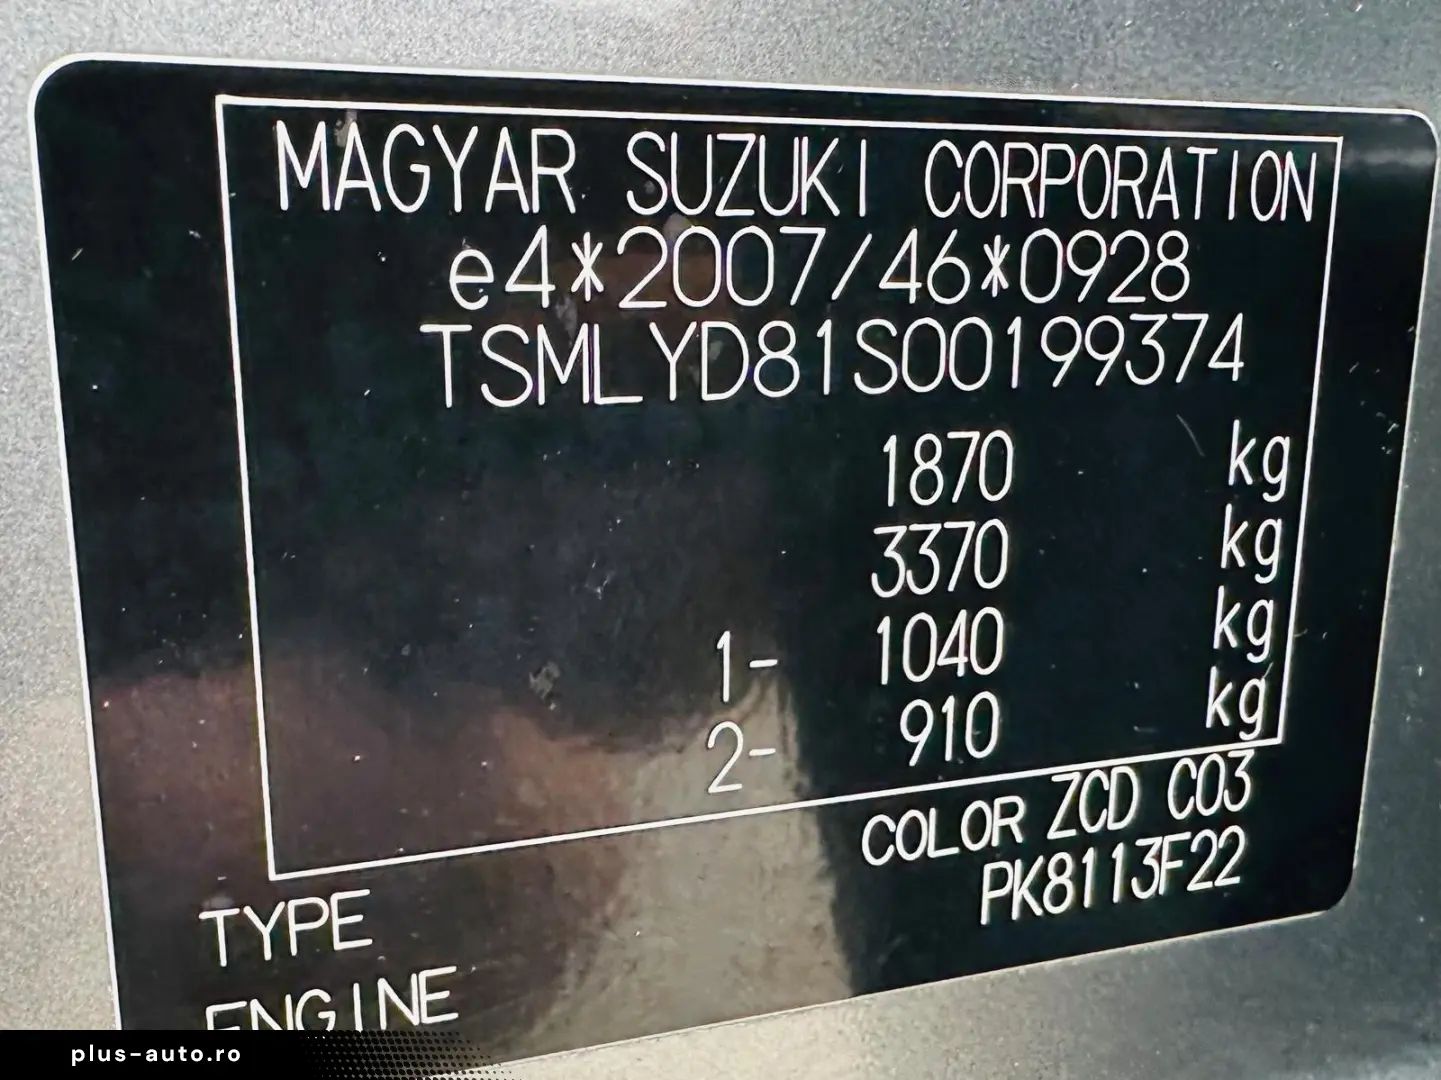 MAGYAR SUZUKI CORPORATION
e4*2007/46*0928
TSMLYD81S00199374
1870 kg
3370 kg
1- 1040 kg
2- 910 kg
COLOR ZCD C03
PK8113F22
TYPE
ENGINE
plus-auto.ro